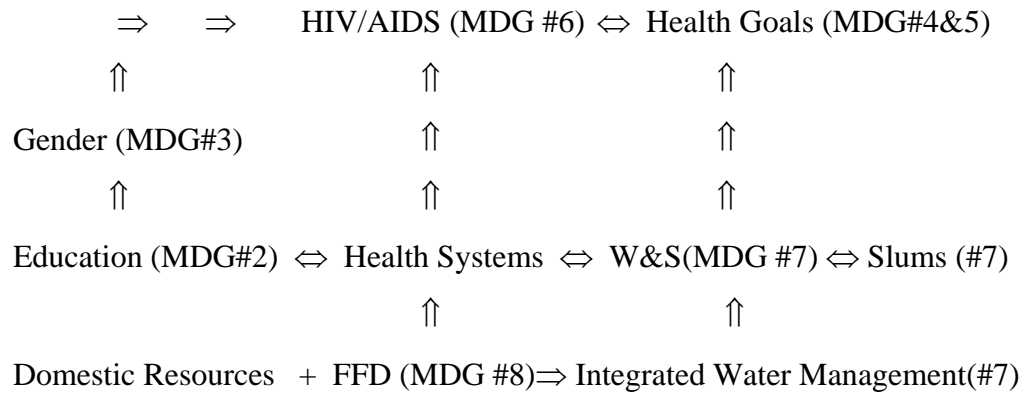 ⇒ ⇒ HIV/AIDS (MDG #6) ⇔ Health Goals (MDG#4&5)
⇑ ⇑ ⇑
Gender (MDG#3) ⇑ ⇑
⇑ ⇑ ⇑
Education (MDG#2) ⇔ Health Systems ⇔ W&S(MDG #7) ⇔ Slums (#7)
⇑ ⇑
Domestic Resources + FFD (MDG #8)⇒ Integrated Water Management(#7)